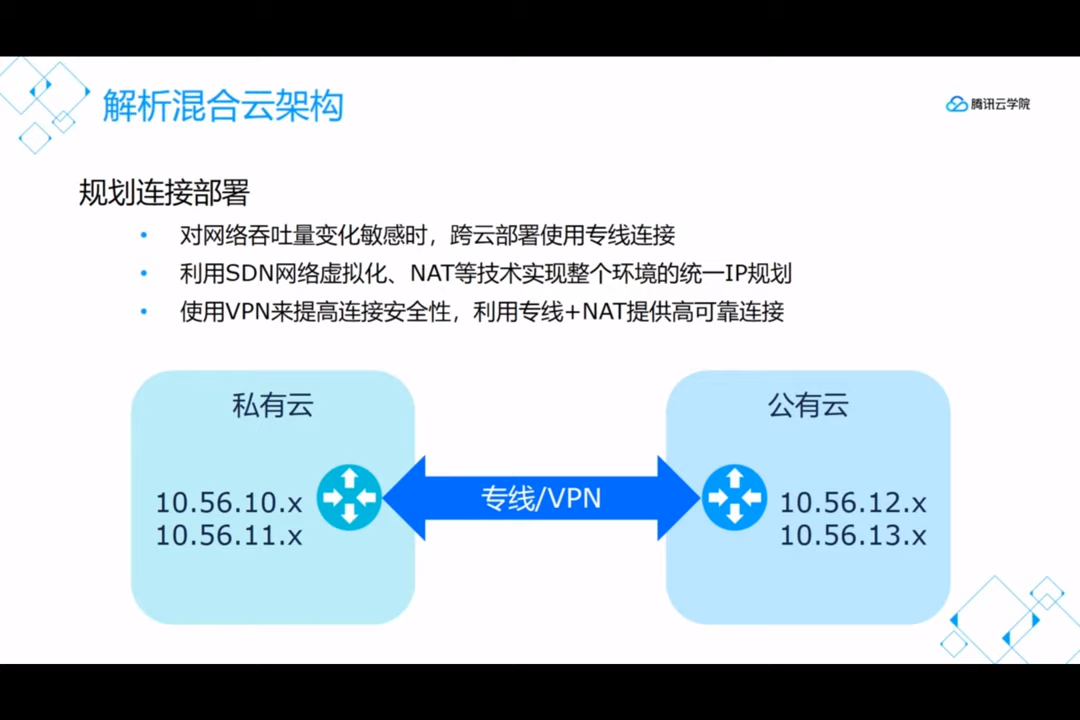 解析混合云架构
腾讯云学院
规划连接部署
• 对网络吞吐量变化敏感时，跨云部署使用专线连接
• 利用SDN网络虚拟化、NAT等技术实现整个环境的统一IP规划
• 使用VPN来提高连接安全性，利用专线+NAT提供高可靠连接
私有云
10.56.10.x
10.56.11.x
专线/VPN
公有云
10.56.12.x
10.56.13.x